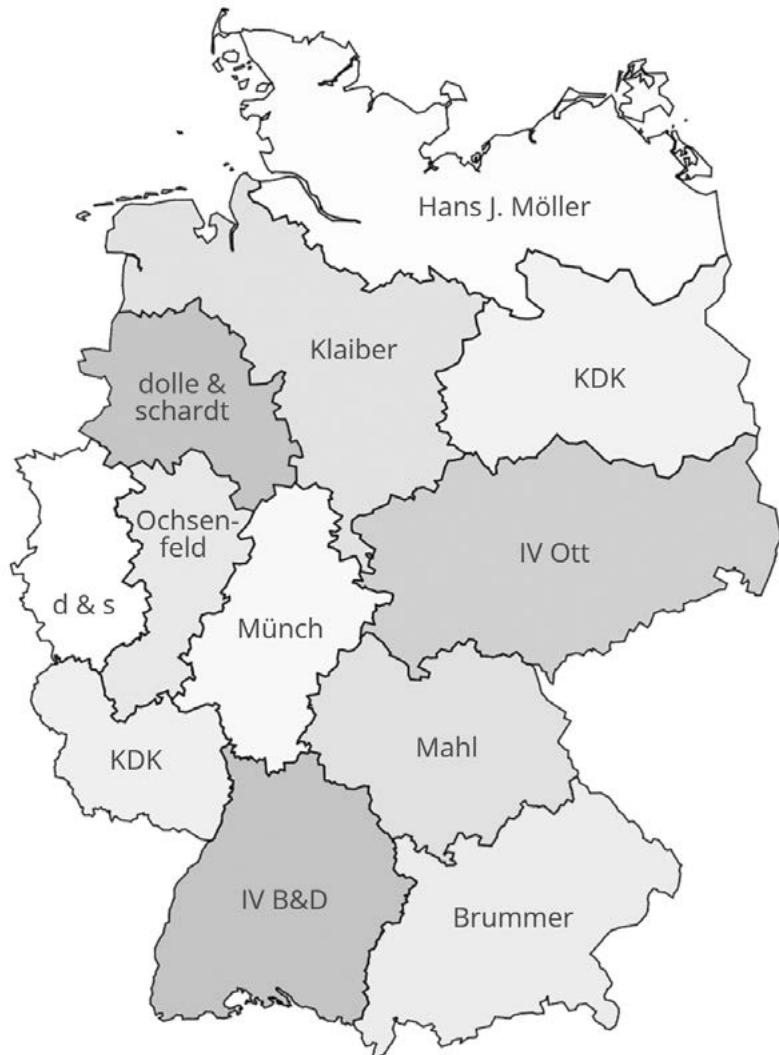 Hans J. Möller
Klaiber
KDK
dolle &
schardt
Ochsen-
feld
IV Ott
d & s
Münch
Mahl
KDK
IV B&D
Brummer